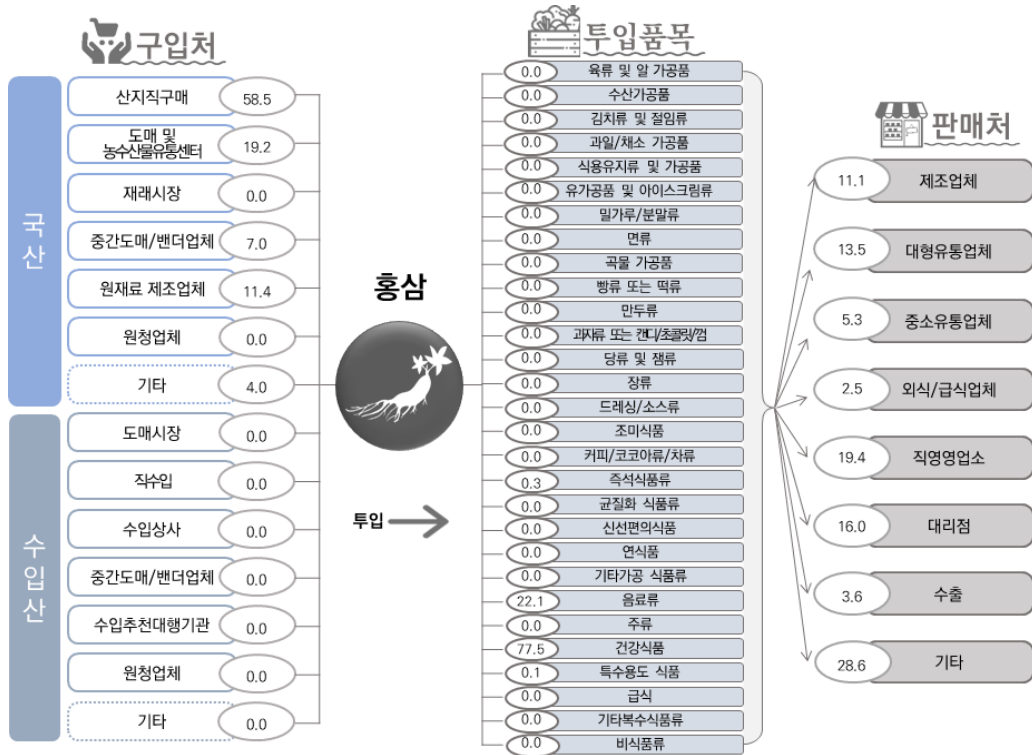 구입처
국산
산지직구매 58.5
도매 및
농수산물유통센터 19.2
재래시장 0.0
중간도매/밴더업체 7.0
원재료 제조업체 11.4
원청업체 0.0
기타 4.0
수입산
도매시장 0.0
직수입 0.0
수입상사 0.0
중간도매/밴더업체 0.0
수입추천대행기관 0.0
원청업체 0.0
기타 0.0
홍삼
투입
투입품목
0.0 육류 및 알 가공품
0.0 수산가공품
0.0 김치류 및 절임류
0.0 과일/채소 가공품
0.0 식용유지류 및 가공품
0.0 유가공품 및 아이스크림류
0.0 밀가루/분말류
0.0 면류
0.0 곡물 가공품
0.0 빵류 또는 떡류
0.0 만두류
0.0 과자류 또는 캔디/초콜릿/껌
0.0 당류 및 잼류
0.0 장류
0.0 드레싱/소스류
0.0 조미식품
0.0 커피/코코아류/차류
0.3 즉석식품류
0.0 균질화 식품류
0.0 신선편의식품
0.0 연식품
0.0 기타가공 식품류
22.1 음료류
0.0 주류
77.5 건강식품
0.1 특수용도 식품
0.0 급식
0.0 기타복수식품류
0.0 비식품류
판매처
11.1 제조업체
13.5 대형유통업체
5.3 중소유통업체
2.5 외식/급식업체
19.4 직영영업소
16.0 대리점
3.6 수출
28.6 기타